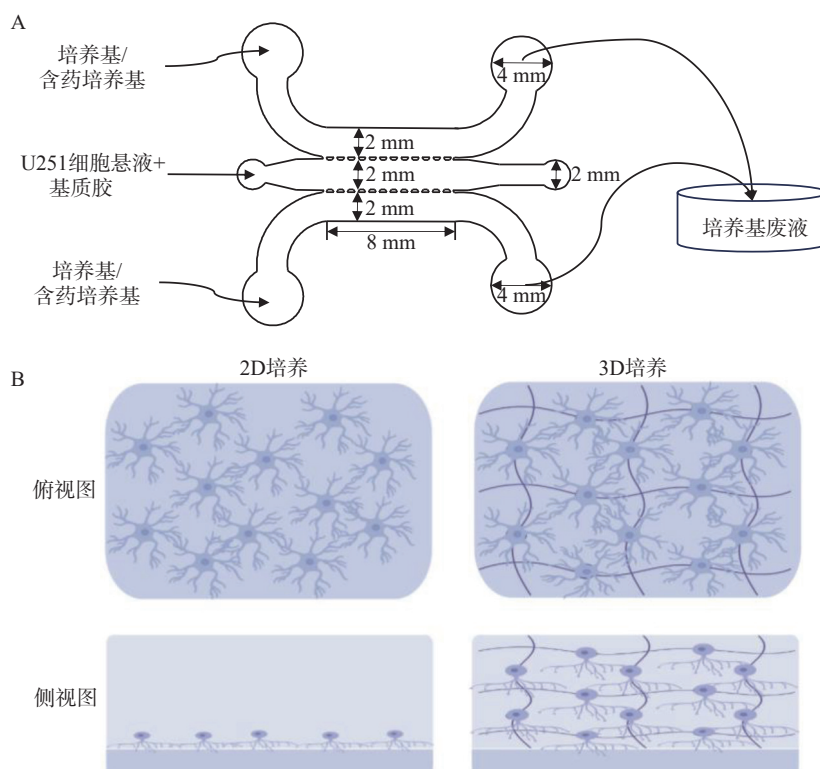 A
培养基/
含药培养基
4 mm
2 mm
U251细胞悬液+
基质胶
2 mm
2 mm
2 mm
培养基废液
8 mm
培养基/
含药培养基
4 mm
B
2D培养
3D培养
俯视图
侧视图